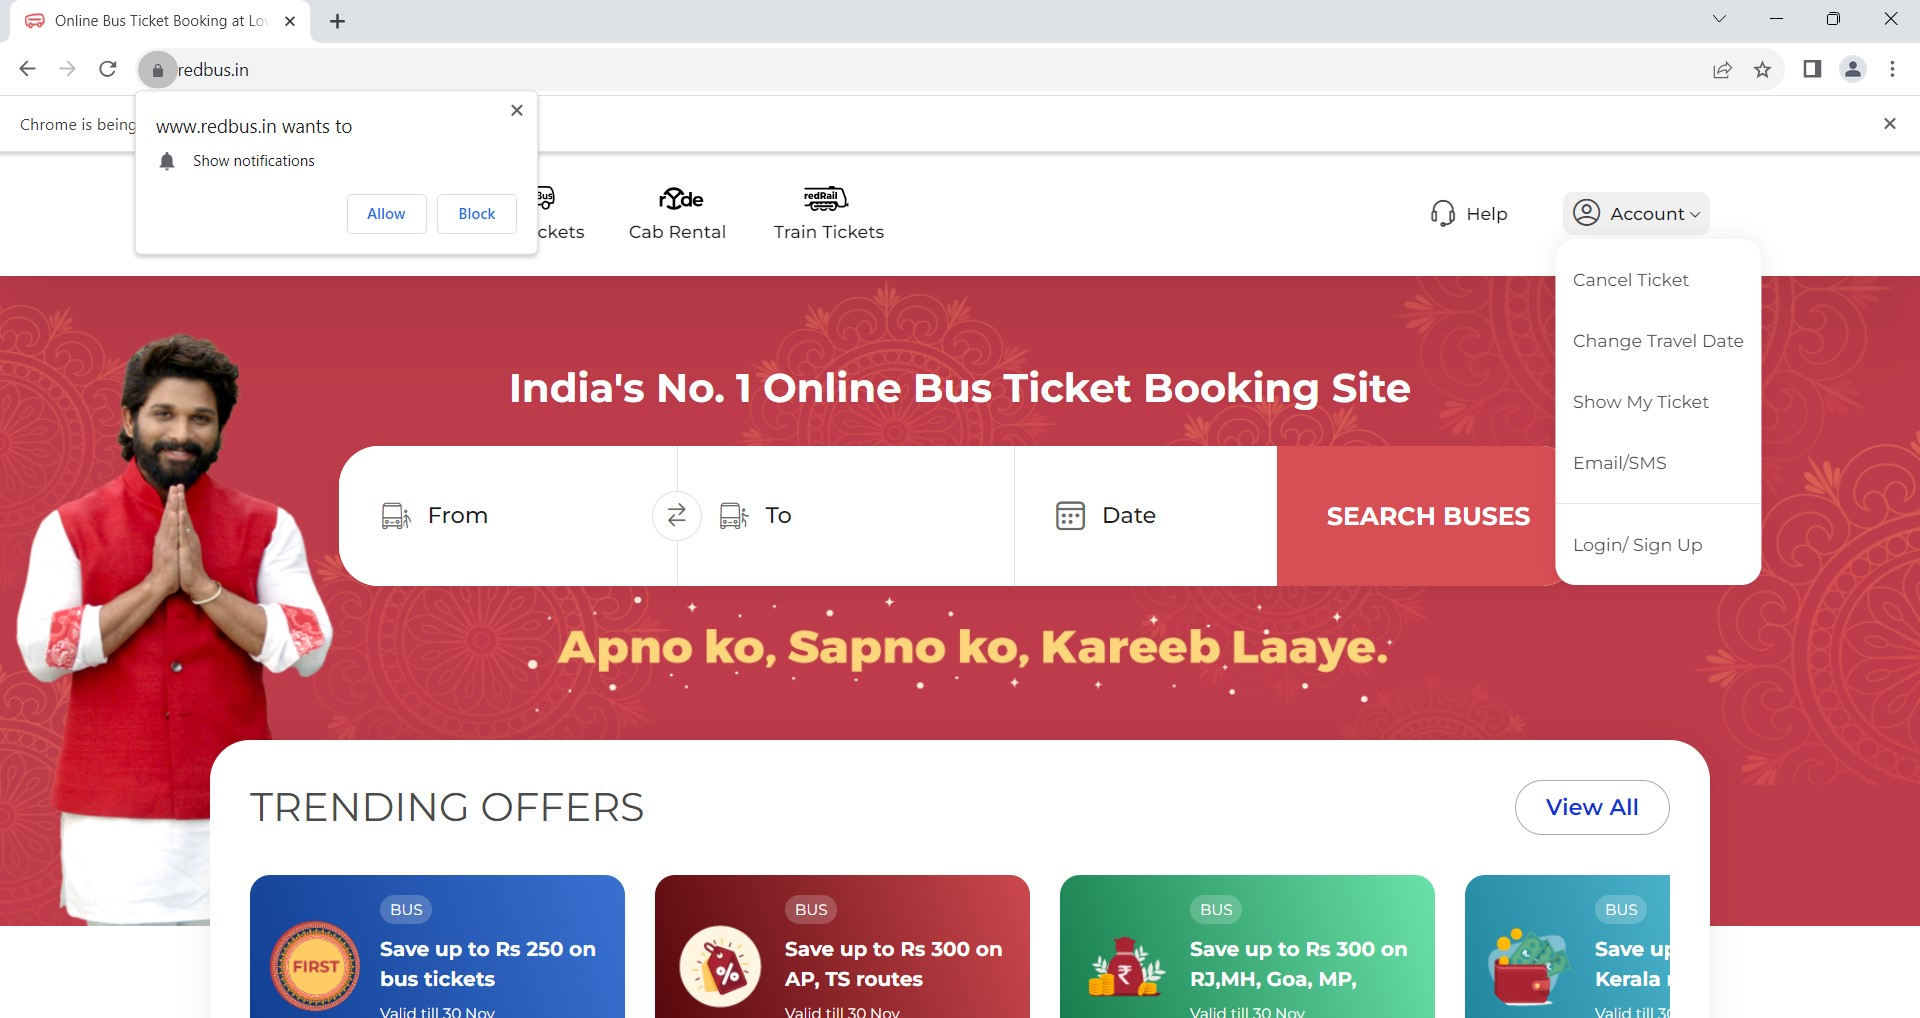 Online Bus Ticket Booking at Lo
redbus.in
Chrome is being
www.redbus.in wants to
Show notifications
Allow
Block
Bus
ckets
ryde
Cab Rental
redRail
Train Tickets
Help
Account
Cancel Ticket
Change Travel Date
Show My Ticket
Email/SMS
Login/ Sign Up
India's No. 1 Online Bus Ticket Booking Site
From
To
Date
SEARCH BUSES
Apno ko, Sapno ko, Kareeb Laaye.
TRENDING OFFERS
View All
FIRST
BUS
Save up to Rs 250 on
bus tickets
Valid till 30 Nov
BUS
Save up to Rs 300 on
AP, TS routes
Valid till 30 Nov
BUS
Save up to Rs 300 on
RJ,MH, Goa, MP,
Valid till 30 Nov
BUS
Save up
Kerala
Valid till 30